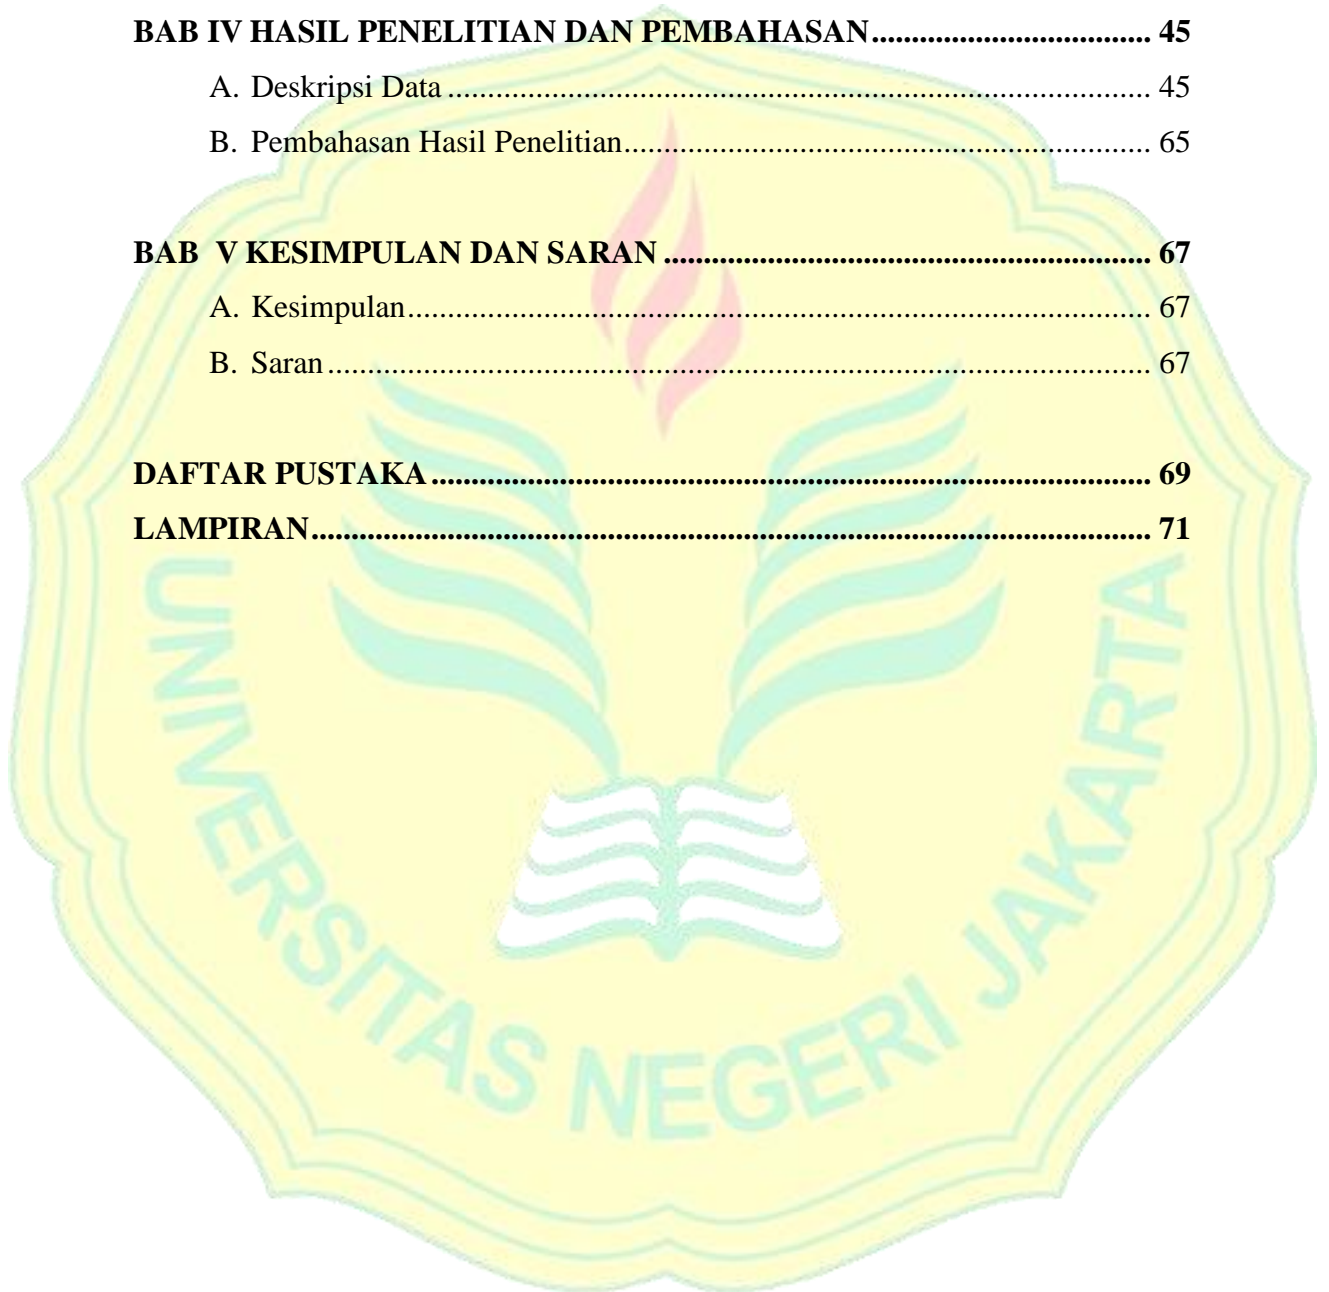 BAB IV HASIL PENELITIAN DAN PEMBAHASAN................................... 45
A. Deskripsi Data........................................................................................ 45
B. Pembahasan Hasil Penelitian.................................................................. 65
BAB  V KESIMPULAN DAN SARAN............................................................. 67
A. Kesimpulan............................................................................................. 67
B. Saran....................................................................................................... 67
DAFTAR PUSTAKA.......................................................................................... 69
LAMPIRAN......................................................................................................... 71
UNIVERSITAS NEGERI JAKARTA